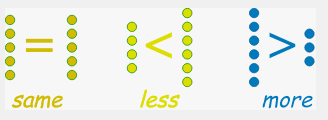 = < >
same less more